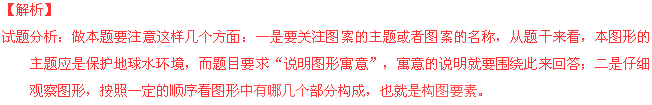 【解析】
试题分析：做本题要注意这样几个方面：一是要关注图案的主题或者图案的名称，从题干来看，本图形的
主题应是保护地球水环境，而题目要求“说明图形寓意”，寓意的说明就要围绕此来回答；二是仔细
观察图形，按照一定的顺序看图形中有哪几个部分构成，也就是构图要素。